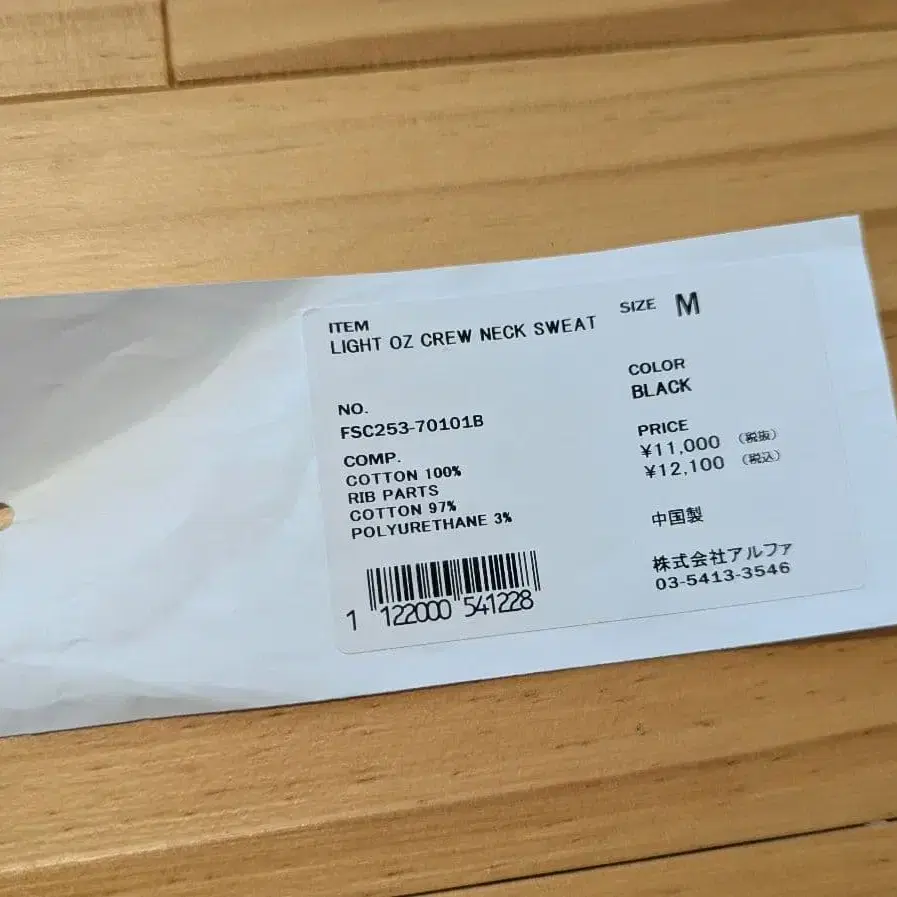 ITEM
LIGHT OZ CREW NECK SWEAT
SIZE M
NO.
FSC253-70101B
COMP.
COTTON 100%
RIB PARTS
COTTON 97%
POLYURETHANE 3%
1 122000 541228
COLOR
BLACK
PRICE
¥11,000 (税抜)
¥12,100 (税込)
中国製
株式会社アルファ
03-5413-3546